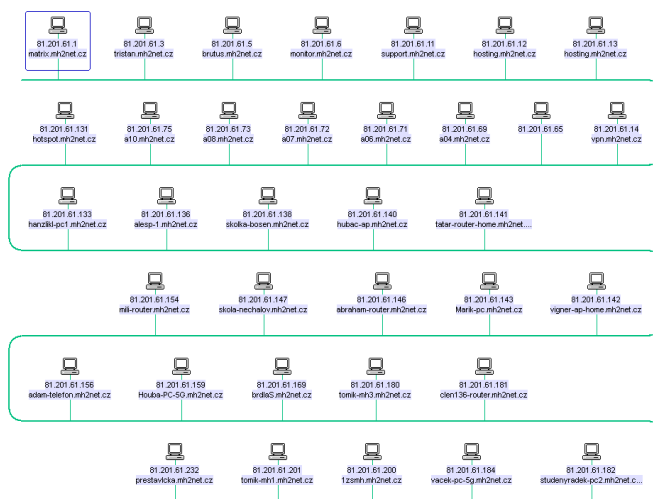 81.201.61.1
matrix.mh2net.cz
81.201.61.3
tristan.mh2net.cz
81.201.61.5
brutus.mh2net.cz
81.201.61.6
monitor.mh2net.cz
81.201.61.11
support.mh2net.cz
81.201.61.12
hosting.mh2net.cz
81.201.61.13
hosting.mh2net.cz
81.201.61.131
hotspot.mh2net.cz
81.201.61.75
a10.mh2net.cz
81.201.61.73
a08.mh2net.cz
81.201.61.72
a07.mh2net.cz
81.201.61.71
a06.mh2net.cz
81.201.61.69
a04.mh2net.cz
81.201.61.65
81.201.61.14
vpn.mh2net.cz
81.201.61.133
hanzlikl-pc1.mh2net.cz
81.201.61.136
alesp-1.mh2net.cz
81.201.61.138
skolka-bosen.mh2net.cz
81.201.61.140
hubac-ap.mh2net.cz
81.201.61.141
tatar-router-home.mh2net....
81.201.61.154
mili-router.mh2net.cz
81.201.61.147
skola-nechalov.mh2net.cz
81.201.61.146
abraham-router.mh2net.cz
81.201.61.143
Marik-pc.mh2net.cz
81.201.61.142
vigner-ap-home.mh2net.cz
81.201.61.156
adam-telefon.mh2net.cz
81.201.61.159
Houba-PC-5G.mh2net.cz
81.201.61.169
brdlaS.mh2net.cz
81.201.61.180
tomik-mh3.mh2net.cz
81.201.61.181
clen136-router.mh2net.cz
81.201.61.232
prestavlcka.mh2net.cz
81.201.61.201
tomik-mh1.mh2net.cz
81.201.61.200
1zsmh.mh2net.cz
81.201.61.184
vacek-pc-5g.mh2net.cz
81.201.61.182
studenyradek-pc2.mh2net.c...